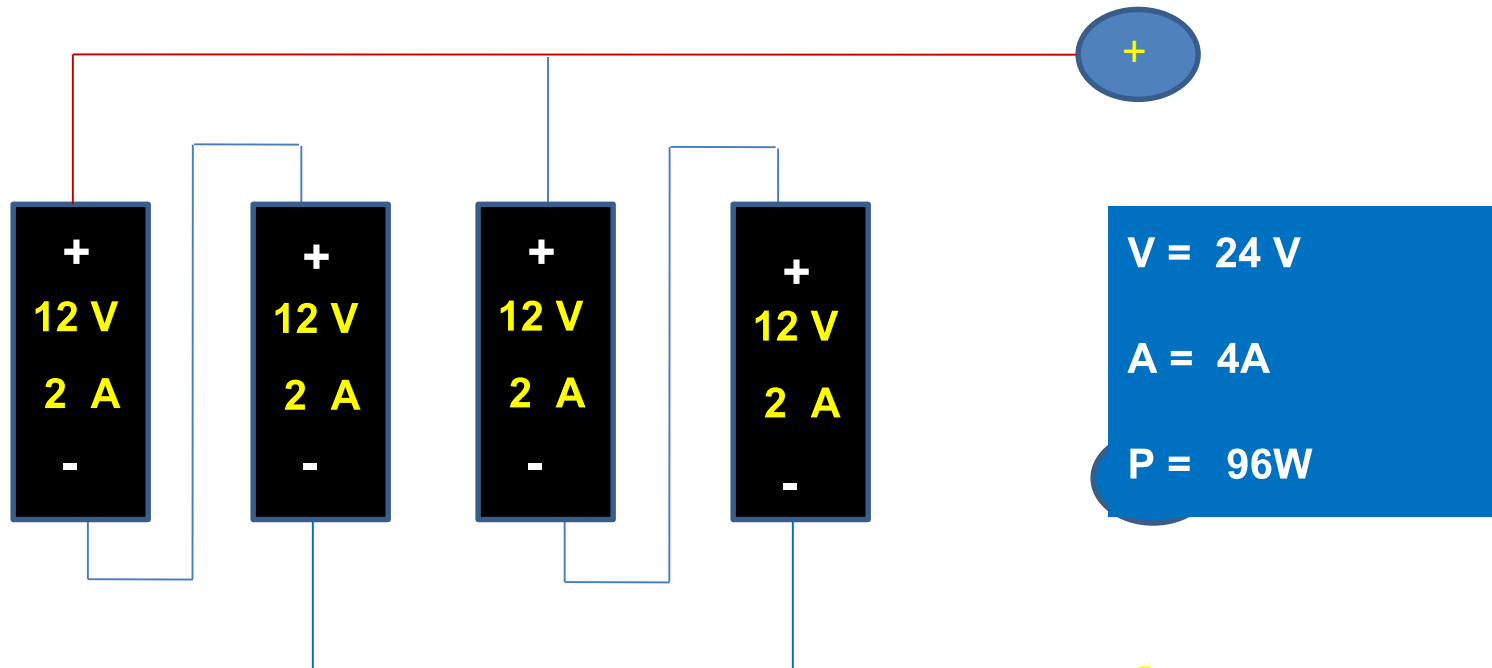 +
+
12 V
2 A
-
+
12 V
2 A
-
+
12 V
2 A
-
+
12 V
2 A
-
V = 24 V
A = 4A
P = 96W